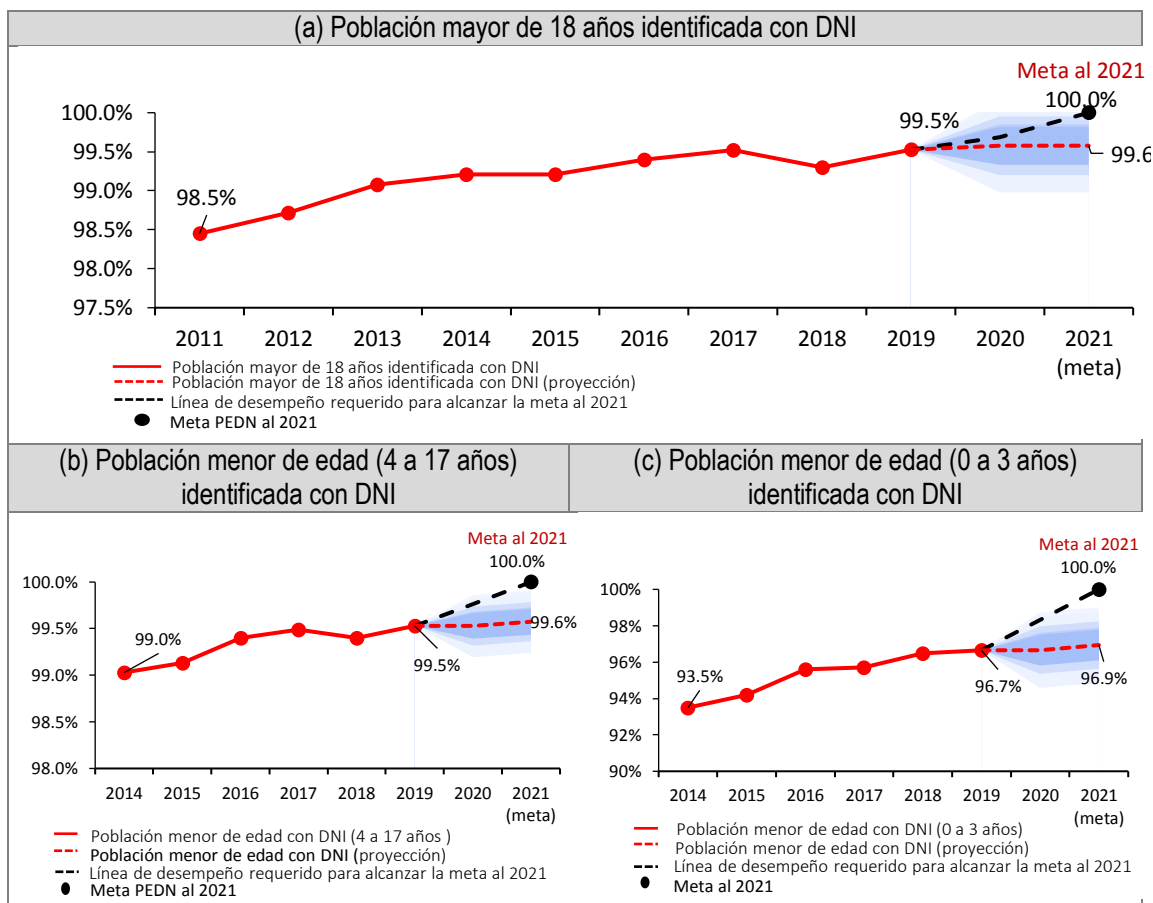 (a) Población mayor de 18 años identificada con DNI
Meta al 2021
100.0%
99.5%
99.6
98.5%
100.0%
99.5%
99.0%
98.5%
98.0%
97.5%
2011 2012 2013 2014 2015 2016 2017 2018 2019 2020 2021
(meta)
Población mayor de 18 años identificada con DNI
Población mayor de 18 años identificada con DNI (proyección)
Línea de desempeño requerido para alcanzar la meta al 2021
Meta PEDN al 2021
(b) Población menor de edad (4 a 17 años)
identificada con DNI
Meta al 2021
100.0%
99.0%
99.5%
99.6%
100.0%
99.5%
99.0%
98.5%
98.0%
2014 2015 2016 2017 2018 2019 2020 2021
(meta)
Población menor de edad con DNI (4 a 17 años )
Población menor de edad con DNI (proyección)
Línea de desempeño requerido para alcanzar la meta al 2021
Meta PEDN al 2021
(c) Población menor de edad (0 a 3 años)
identificada con DNI
Meta al 2021
100.0%
93.5%
96.7%
96.9%
100%
98%
96%
94%
92%
90%
2014 2015 2016 2017 2018 2019 2020 2021
(meta)
Población menor de edad con DNI (0 a 3 años)
Población menor de edad con DNI (proyección)
Línea de desempeño requerido para alcanzar la meta al 2021
Meta al 2021